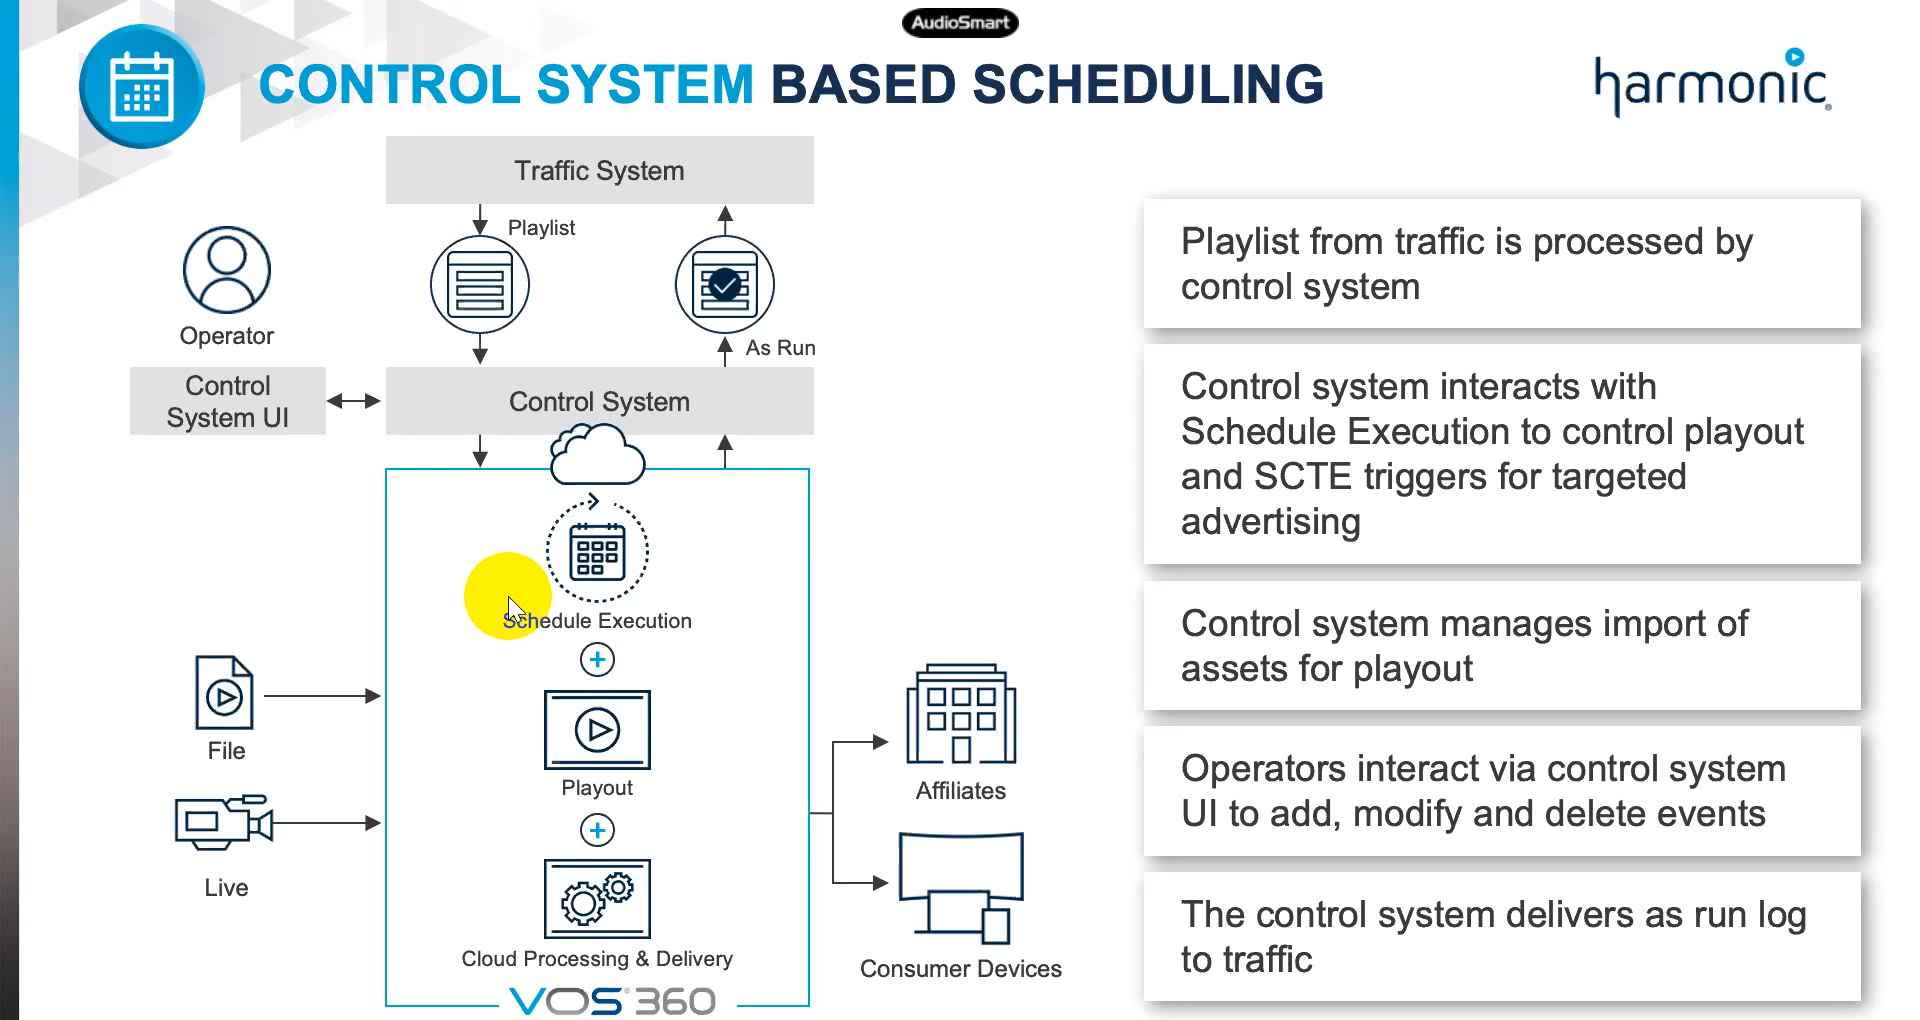 AudioSmart
CONTROL SYSTEM BASED SCHEDULING
harmonic
Traffic System
Playlist
Operator
As Run
Control
System UI
Control System
Schedule Execution
File
Playout
Live
Cloud Processing & Delivery
VOS® 360
Affiliates
Consumer Devices
Playlist from traffic is processed by
control system
Control system interacts with
Schedule Execution to control playout
and SCTE triggers for targeted
advertising
Control system manages import of
assets for playout
Operators interact via control system
UI to add, modify and delete events
The control system delivers as run log
to traffic